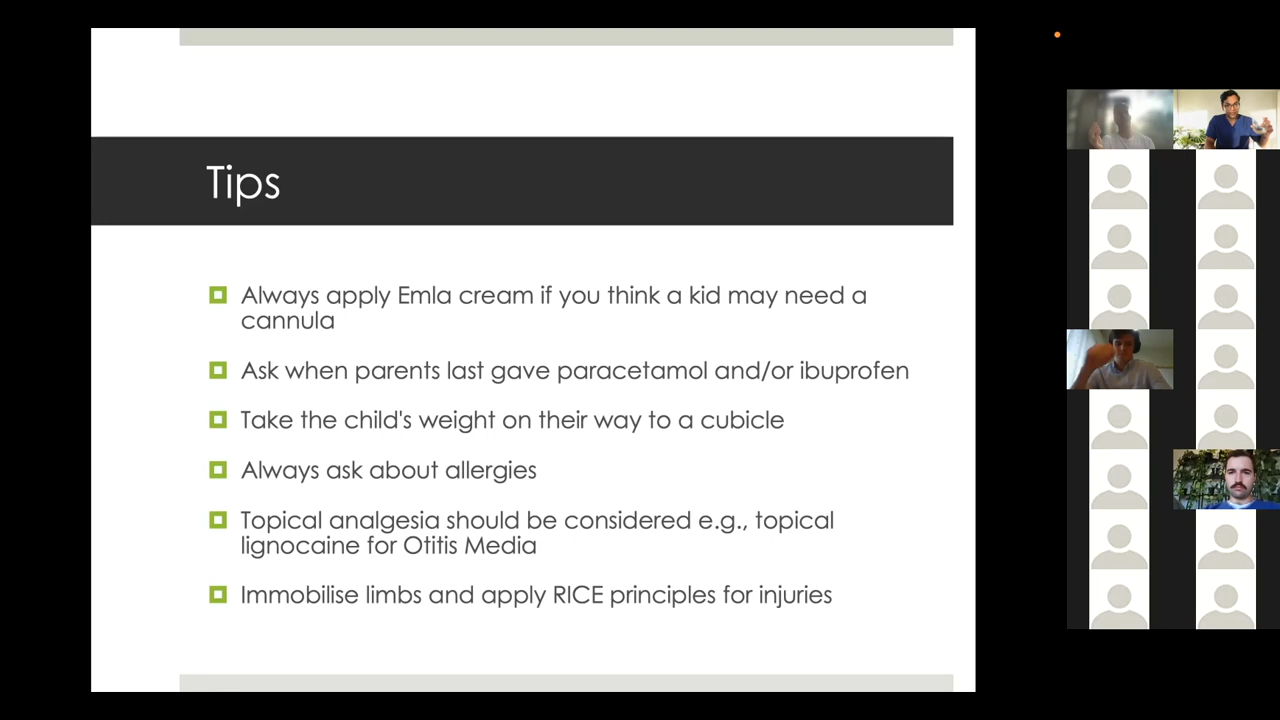 Tips
Always apply Emla cream if you think a kid may need a
cannula
Ask when parents last gave paracetamol and/or ibuprofen
Take the child's weight on their way to a cubicle
Always ask about allergies
Topical analgesia should be considered e.g., topical
lignocaine for Otitis Media
Immobilise limbs and apply RICE principles for injuries